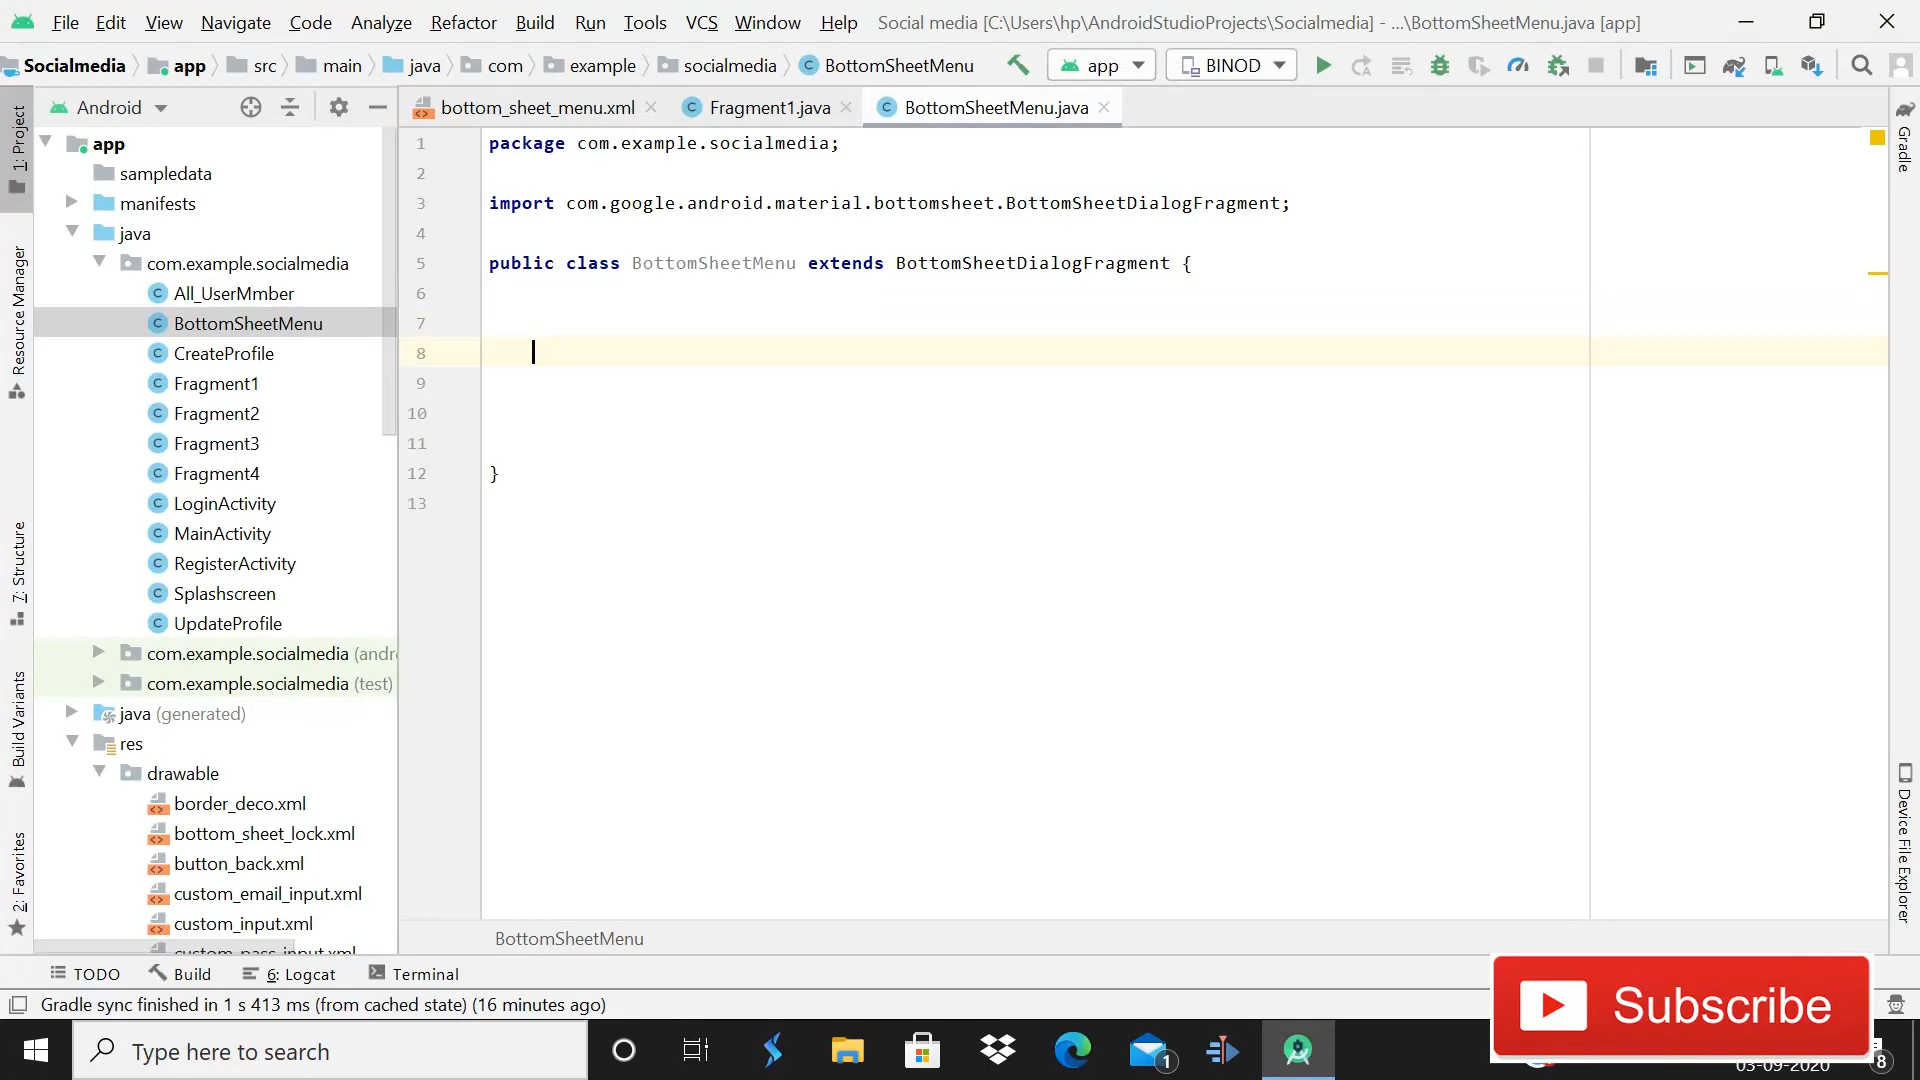 File Edit View Navigate Code Analyze Refactor Build Run Tools VCS Window Help Social media [C:\Users\hp\AndroidStudioProjects\Socialmedia] - ...\BottomSheetMenu.java [app]
Socialmedia app src main java com example socialmedia BottomSheetMenu app BINOD
Android bottom_sheet_menu.xml Fragment1.java BottomSheetMenu.java
1: Project
Resource Manager
7: Structure
Build Variants
2: Favorites
Gradle
Device File Explorer
app
sampledata
manifests
java
com.example.socialmedia
All_UserMmber
BottomSheetMenu
CreateProfile
Fragment1
Fragment2
Fragment3
Fragment4
LoginActivity
MainActivity
RegisterActivity
Splashscreen
UpdateProfile
com.example.socialmedia (andr
com.example.socialmedia (test)
java (generated)
res
drawable
border_deco.xml
bottom_sheet_lock.xml
button_back.xml
custom_email_input.xml
custom_input.xml
1 package com.example.socialmedia;
2
3 import com.google.android.material.bottomsheet.BottomSheetDialogFragment;
4
5 public class BottomSheetMenu extends BottomSheetDialogFragment {
6
7
8
9
10
11
12 }
13
BottomSheetMenu
TODO Build 6: Logcat Terminal
Gradle sync finished in 1 s 413 ms (from cached state) (16 minutes ago)
Subscribe
Type here to search
1
03-09-2020
8